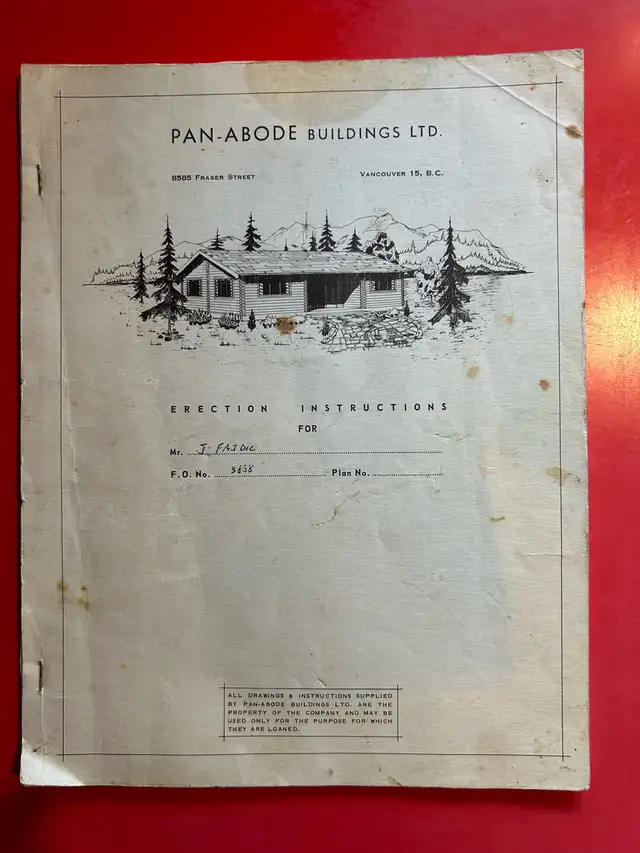 PAN-ABODE BUILDINGS LTD.
8585 FRASER STREET VANCOUVER 15, B.C.
ERECTION INSTRUCTIONS
FOR
Mr. J. FAJDIC
F.O. No. Plan No.
ALL DRAWINGS & INSTRUCTIONS SUPPLIED
BY PAN-ABODE BUILDINGS LTD. ARE THE
PROPERTY OF THE COMPANY AND MAY BE
USED ONLY FOR THE PURPOSE FOR WHICH
THEY ARE LOANED.